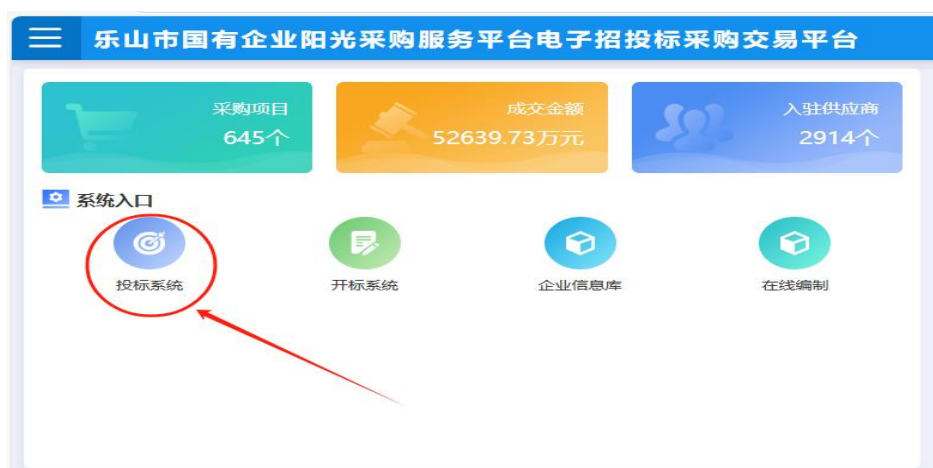 乐山市国有企业阳光采购服务平台电子招投标采购交易平台
采购项目
645个
成交金额
52639.73万元
入驻供应商
2914个
系统入口
投标系统
开标系统
企业信息库
在线编制